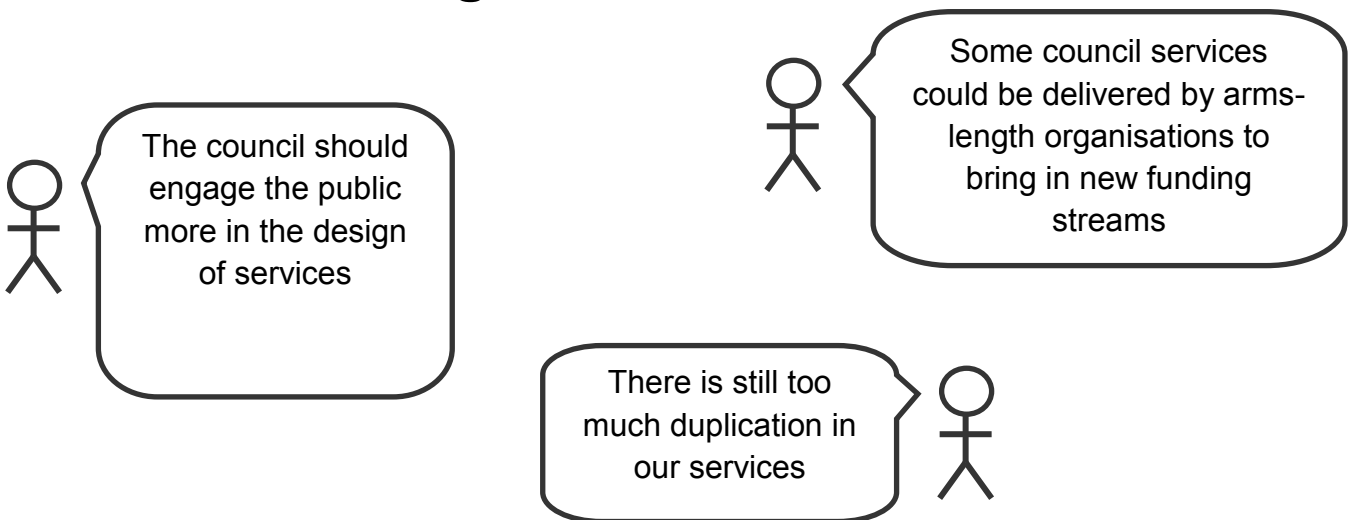 The council should
engage the public
more in the design
of services
Some council services
could be delivered by arms-
length organisations to
bring in new funding
streams
There is still too
much duplication in
our services